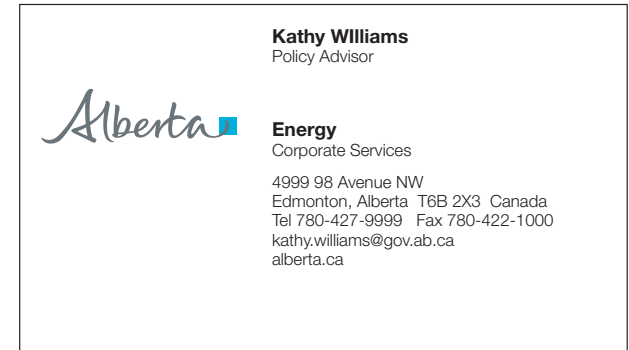 Kathy WIlliams
Policy Advisor
Alberta
Energy
Corporate Services
4999 98 Avenue NW
Edmonton, Alberta T6B 2X3 Canada
Tel 780-427-9999 Fax 780-422-1000
kathy.williams@gov.ab.ca
alberta.ca